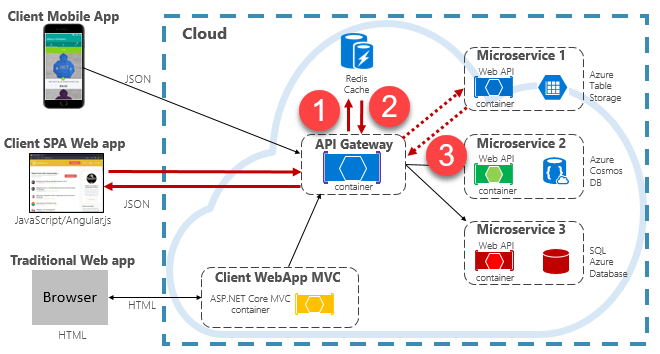 Client Mobile App
JSON
Client SPA Web app
JSON
JavaScript/Angular.js
Traditional Web app
Browser
HTML
HTML
Cloud
Redis
Cache
1
2
3
API Gateway
container
Client WebApp MVC
ASP.NET Core MVC
container
Microservice 1
Web API
container
Azure
Table
Storage
Microservice 2
Web API
container
Azure
Cosmos
DB
Microservice 3
Web API
container
SQL
Azure
Database